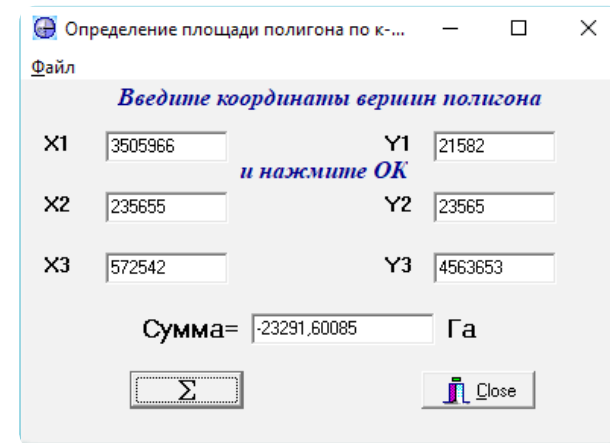 Определение площади полигона по к-...
Файл
Введите координаты вершин полигона
X1 3505966 Y1 21582
и нажмите ОК
X2 235655 Y2 23565
X3 572542 Y3 4563653
Сумма= -23291,60085 Га
Σ Close